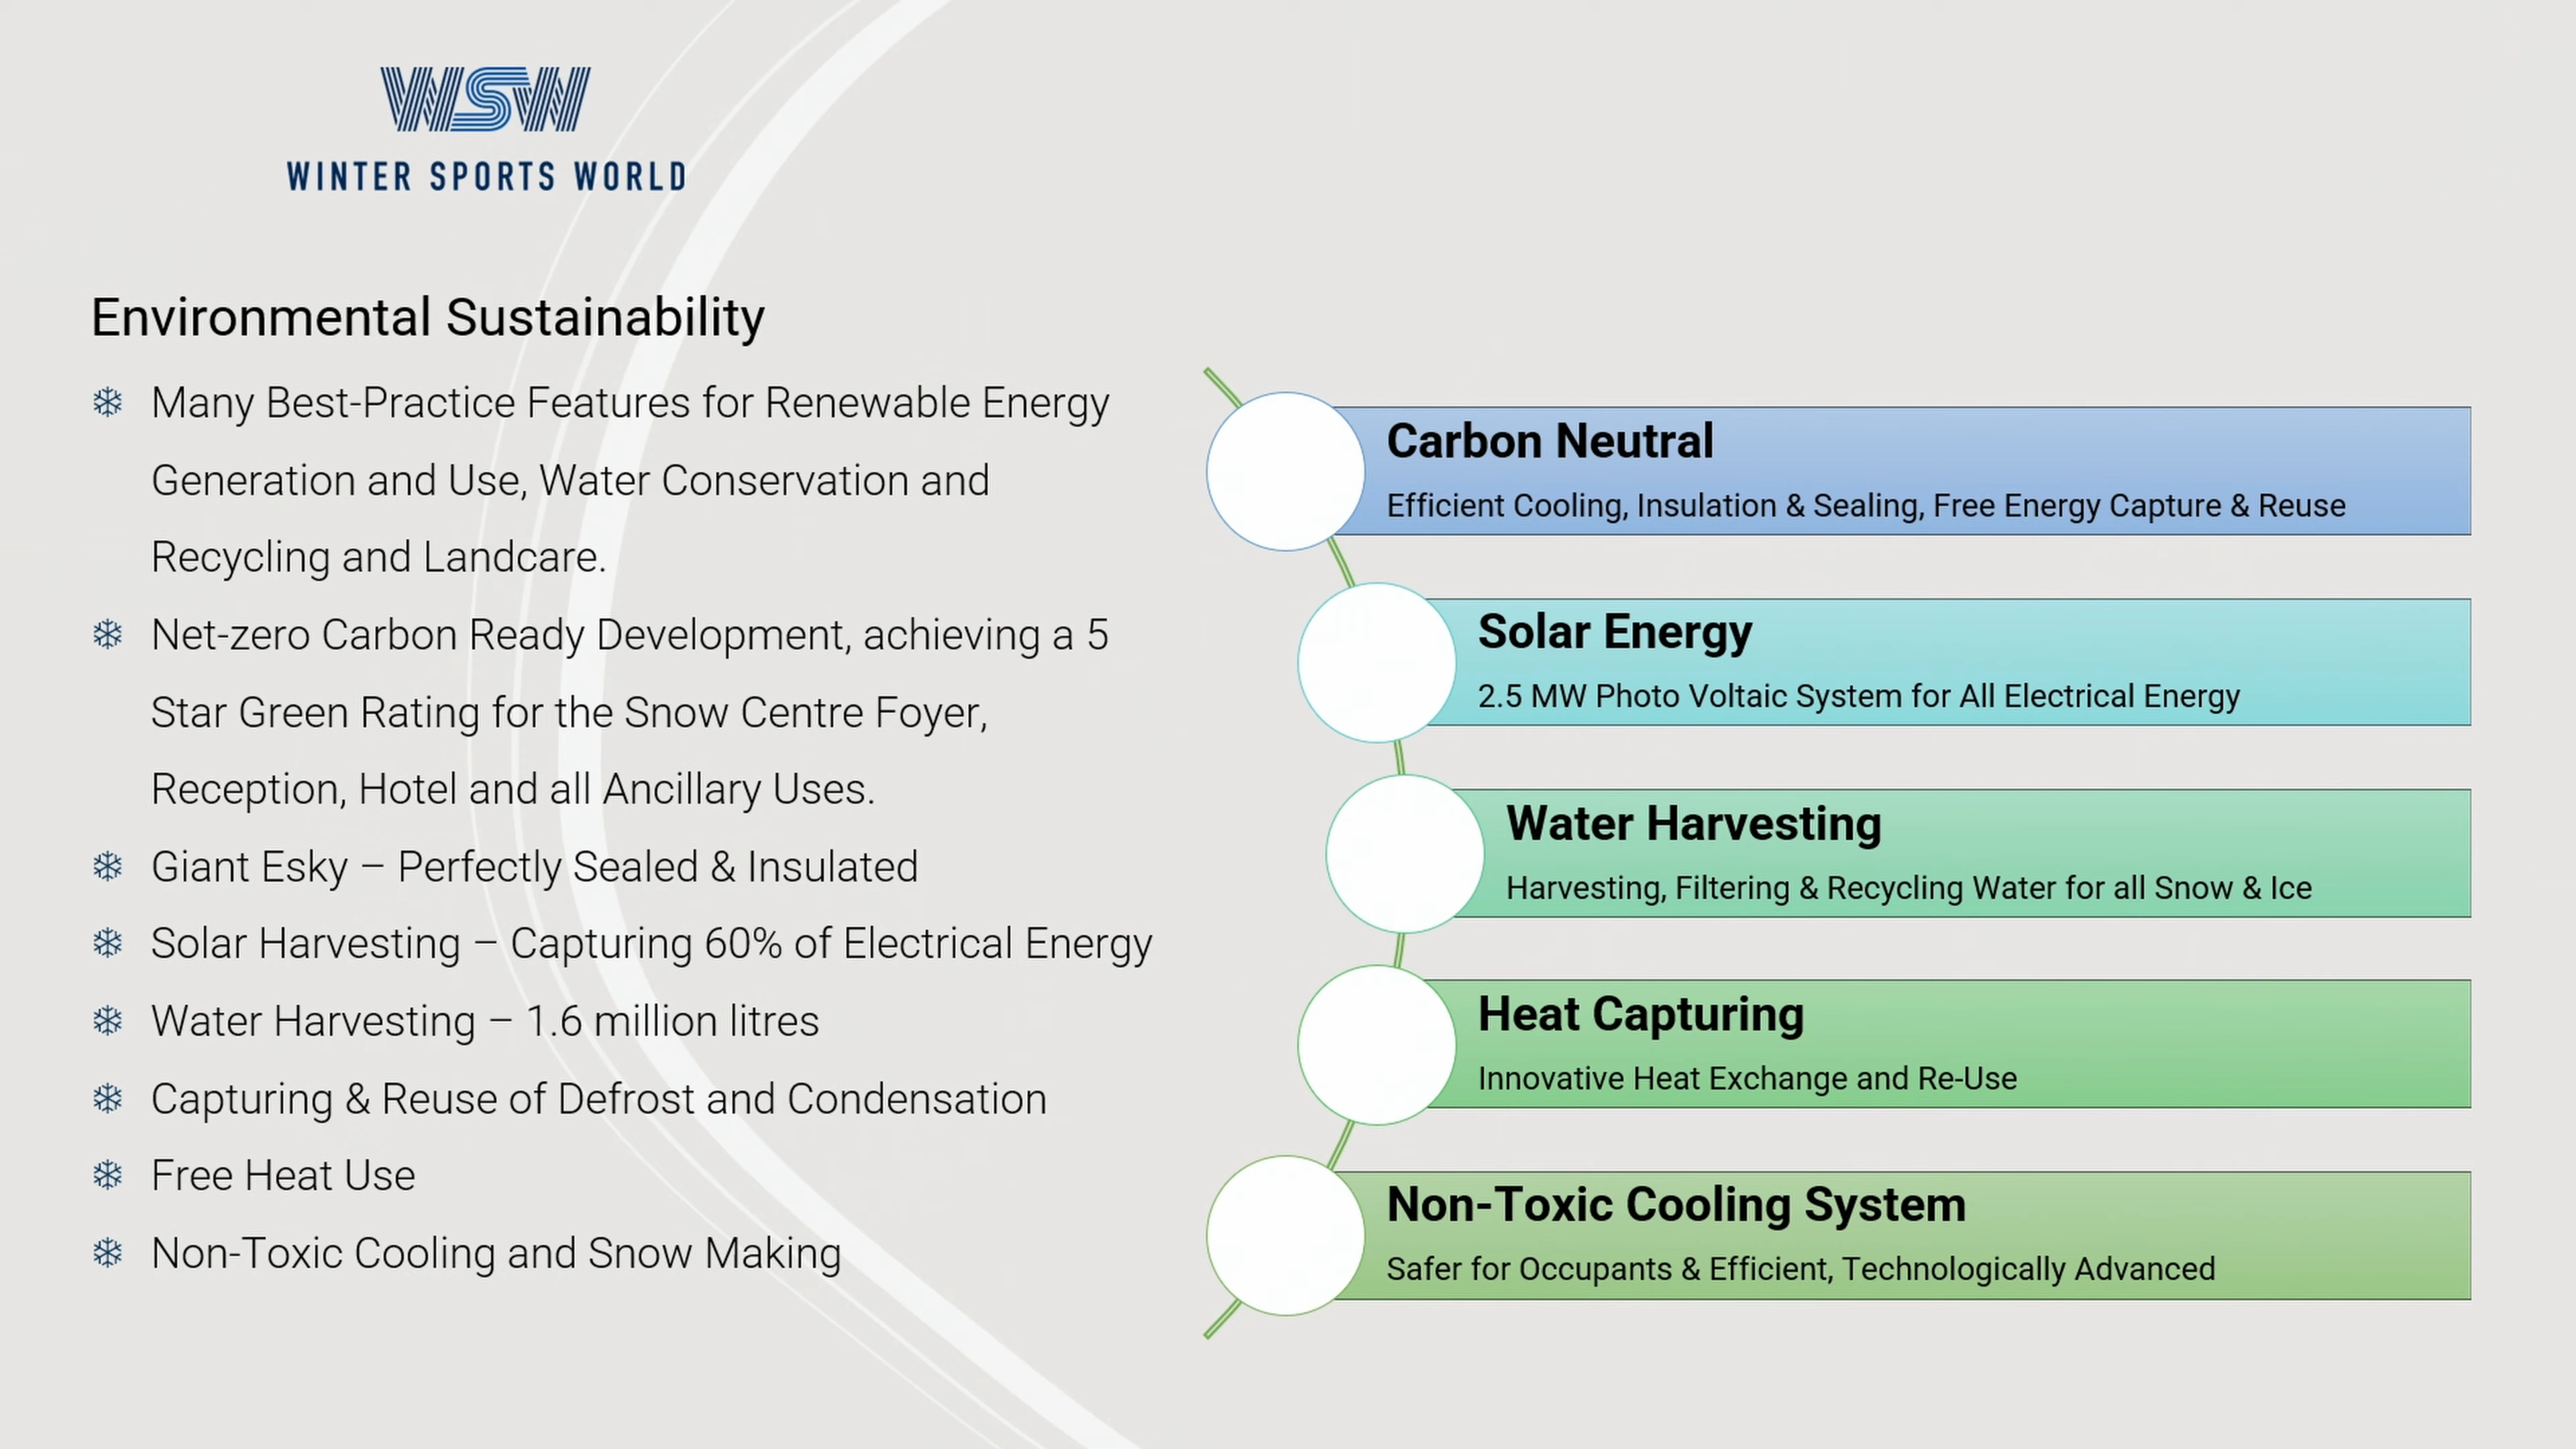 WSW
WINTER SPORTS WORLD
Environmental Sustainability
Many Best-Practice Features for Renewable Energy
Generation and Use, Water Conservation and
Recycling and Landcare.
Net-zero Carbon Ready Development, achieving a 5
Star Green Rating for the Snow Centre Foyer,
Reception, Hotel and all Ancillary Uses.
Giant Esky – Perfectly Sealed & Insulated
Solar Harvesting – Capturing 60% of Electrical Energy
Water Harvesting – 1.6 million litres
Capturing & Reuse of Defrost and Condensation
Free Heat Use
Non-Toxic Cooling and Snow Making
Carbon Neutral
Efficient Cooling, Insulation & Sealing, Free Energy Capture & Reuse
Solar Energy
2.5 MW Photo Voltaic System for All Electrical Energy
Water Harvesting
Harvesting, Filtering & Recycling Water for all Snow & Ice
Heat Capturing
Innovative Heat Exchange and Re-Use
Non-Toxic Cooling System
Safer for Occupants & Efficient, Technologically Advanced